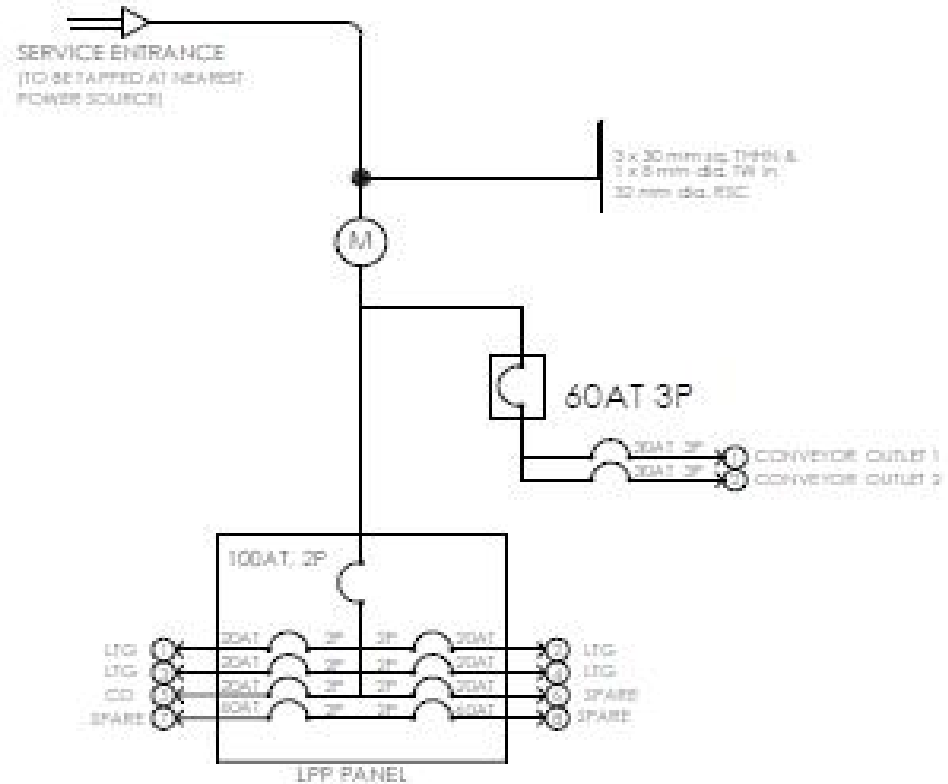 SERVICE ENTRANCE
(TO BE TAPPED AT NEAREST
POWER SOURCE)
3 x 30 mm sq. THHN &
1 x 8 mm dia. TW in
32 mm dia. RSC
M
60AT 3P
30AT 3P 1 CONVEYOR OUTLET 1
30AT 3P 2 CONVEYOR OUTLET 2
100AT, 2P
LTG 1 20AT 2P 2P 20AT 2 LTG
LTG 3 20AT 2P 2P 20AT LTG
CO 20AT 2P 2P 20AT SPARE
SPARE 7 60AT 2P 2P 60AT 8 SPARE
LPP PANEL